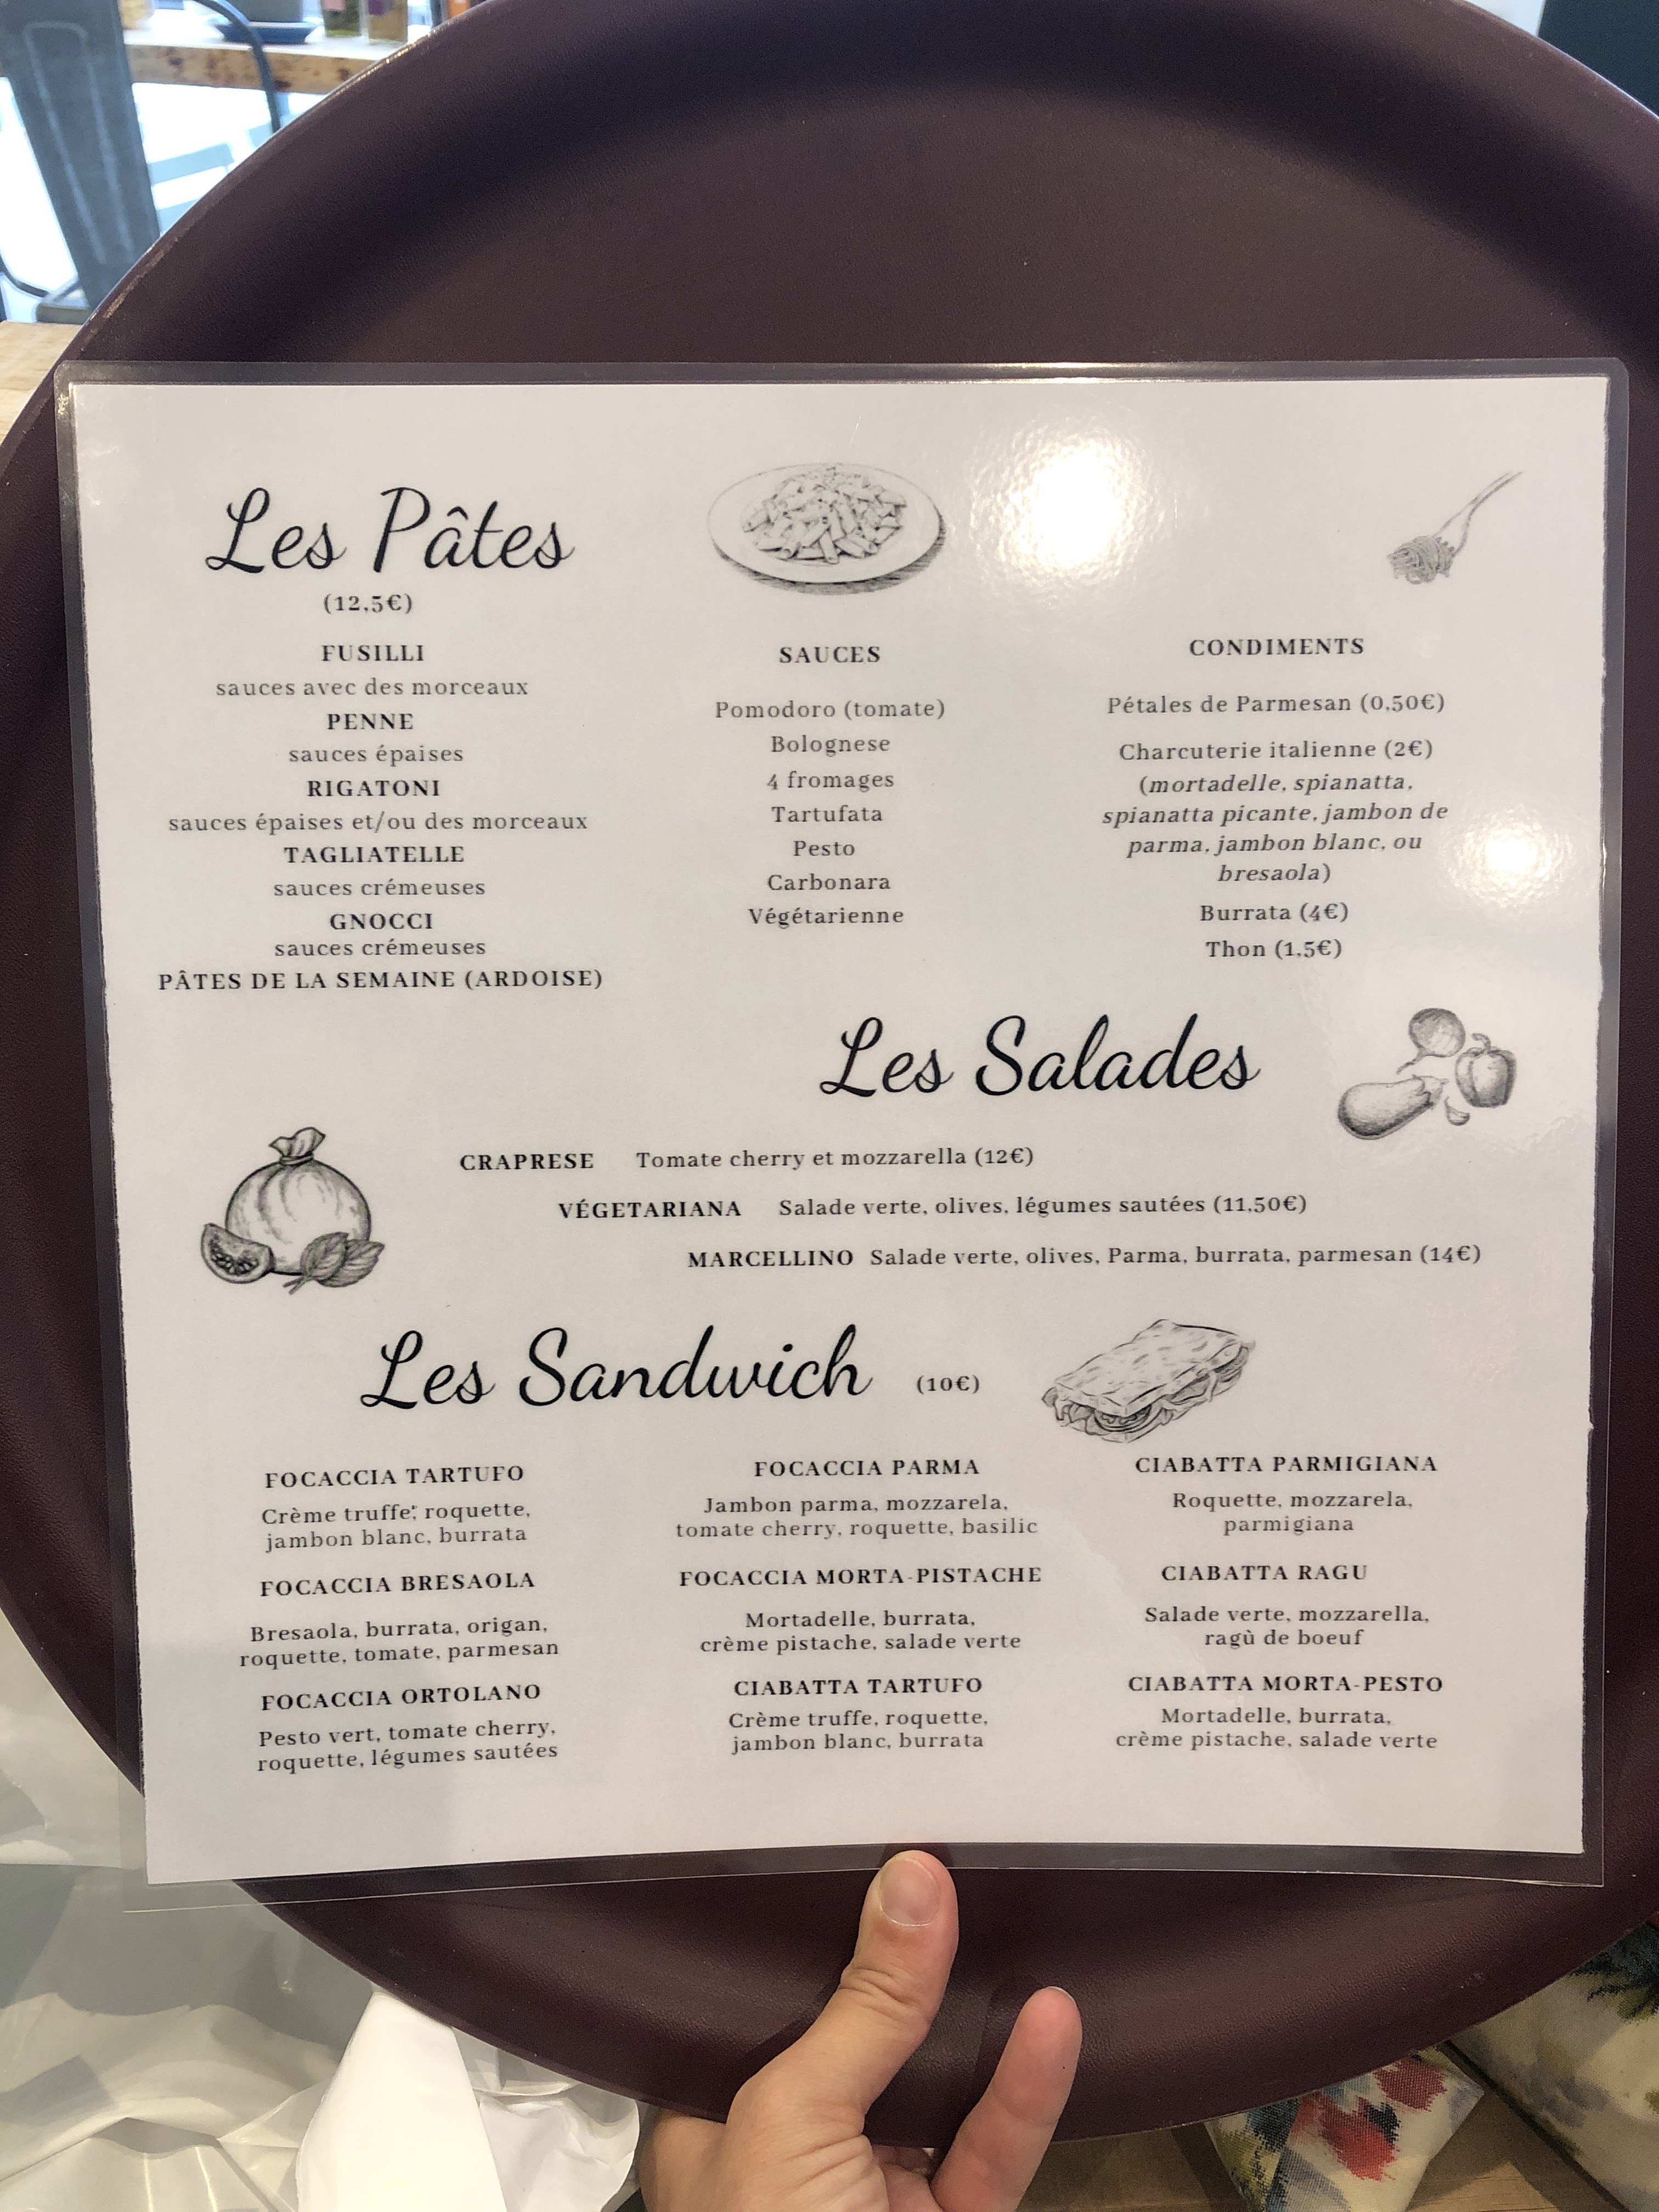 Les Pâtes
(12,5€)
FUSILLI
sauces avec des morceaux
PENNE
sauces épaises
RIGATONI
sauces épaises et/ou des morceaux
TAGLIATELLE
sauces crémeuses
GNOCCI
sauces crémeuses
PÂTES DE LA SEMAINE (ARDOISE)
SAUCES
Pomodoro (tomate)
Bolognese
4 fromages
Tartufata
Pesto
Carbonara
Végétarienne
CONDIMENTS
Pétales de Parmesan (0,50€)
Charcuterie italienne (2€)
(mortadelle, spianatta,
spianatta picante, jambon de
parma, jambon blanc, ou
bresaola)
Burrata (4€)
Thon (1,5€)
Les Salades
CRAPRESE Tomate cherry et mozzarella (12€)
VÉGETARIANA Salade verte, olives, légumes sautées (11,50€)
MARCELLINO Salade verte, olives, Parma, burrata, parmesan (14€)
Les Sandwich (10€)
FOCACCIA TARTUFO
Crème truffe, roquette,
jambon blanc, burrata
FOCACCIA BRESAOLA
Bresaola, burrata, origan,
roquette, tomate, parmesan
FOCACCIA ORTOLANO
Pesto vert, tomate cherry,
roquette, légumes sautées
FOCACCIA PARMA
Jambon parma, mozzarela,
tomate cherry, roquette, basilic
FOCACCIA MORTA-PISTACHE
Mortadelle, burrata,
crème pistache, salade verte
CIABATTA TARTUFO
Crème truffe, roquette,
jambon blanc, burrata
CIABATTA PARMIGIANA
Roquette, mozzarela,
parmigiana
CIABATTA RAGU
Salade verte, mozzarella,
ragù de boeuf
CIABATTA MORTA-PESTO
Mortadelle, burrata,
crème pistache, salade verte